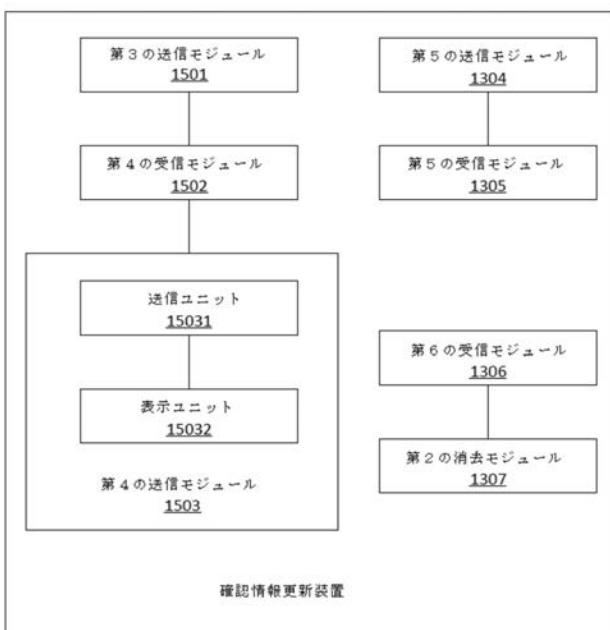 第3の送信モジュール
1501
第4の受信モジュール
1502
送信ユニット
15031
表示ユニット
15032
第4の送信モジュール
1503
第5の送信モジュール
1304
第5の受信モジュール
1305
第6の受信モジュール
1306
第2の消去モジュール
1307
確認情報更新装置